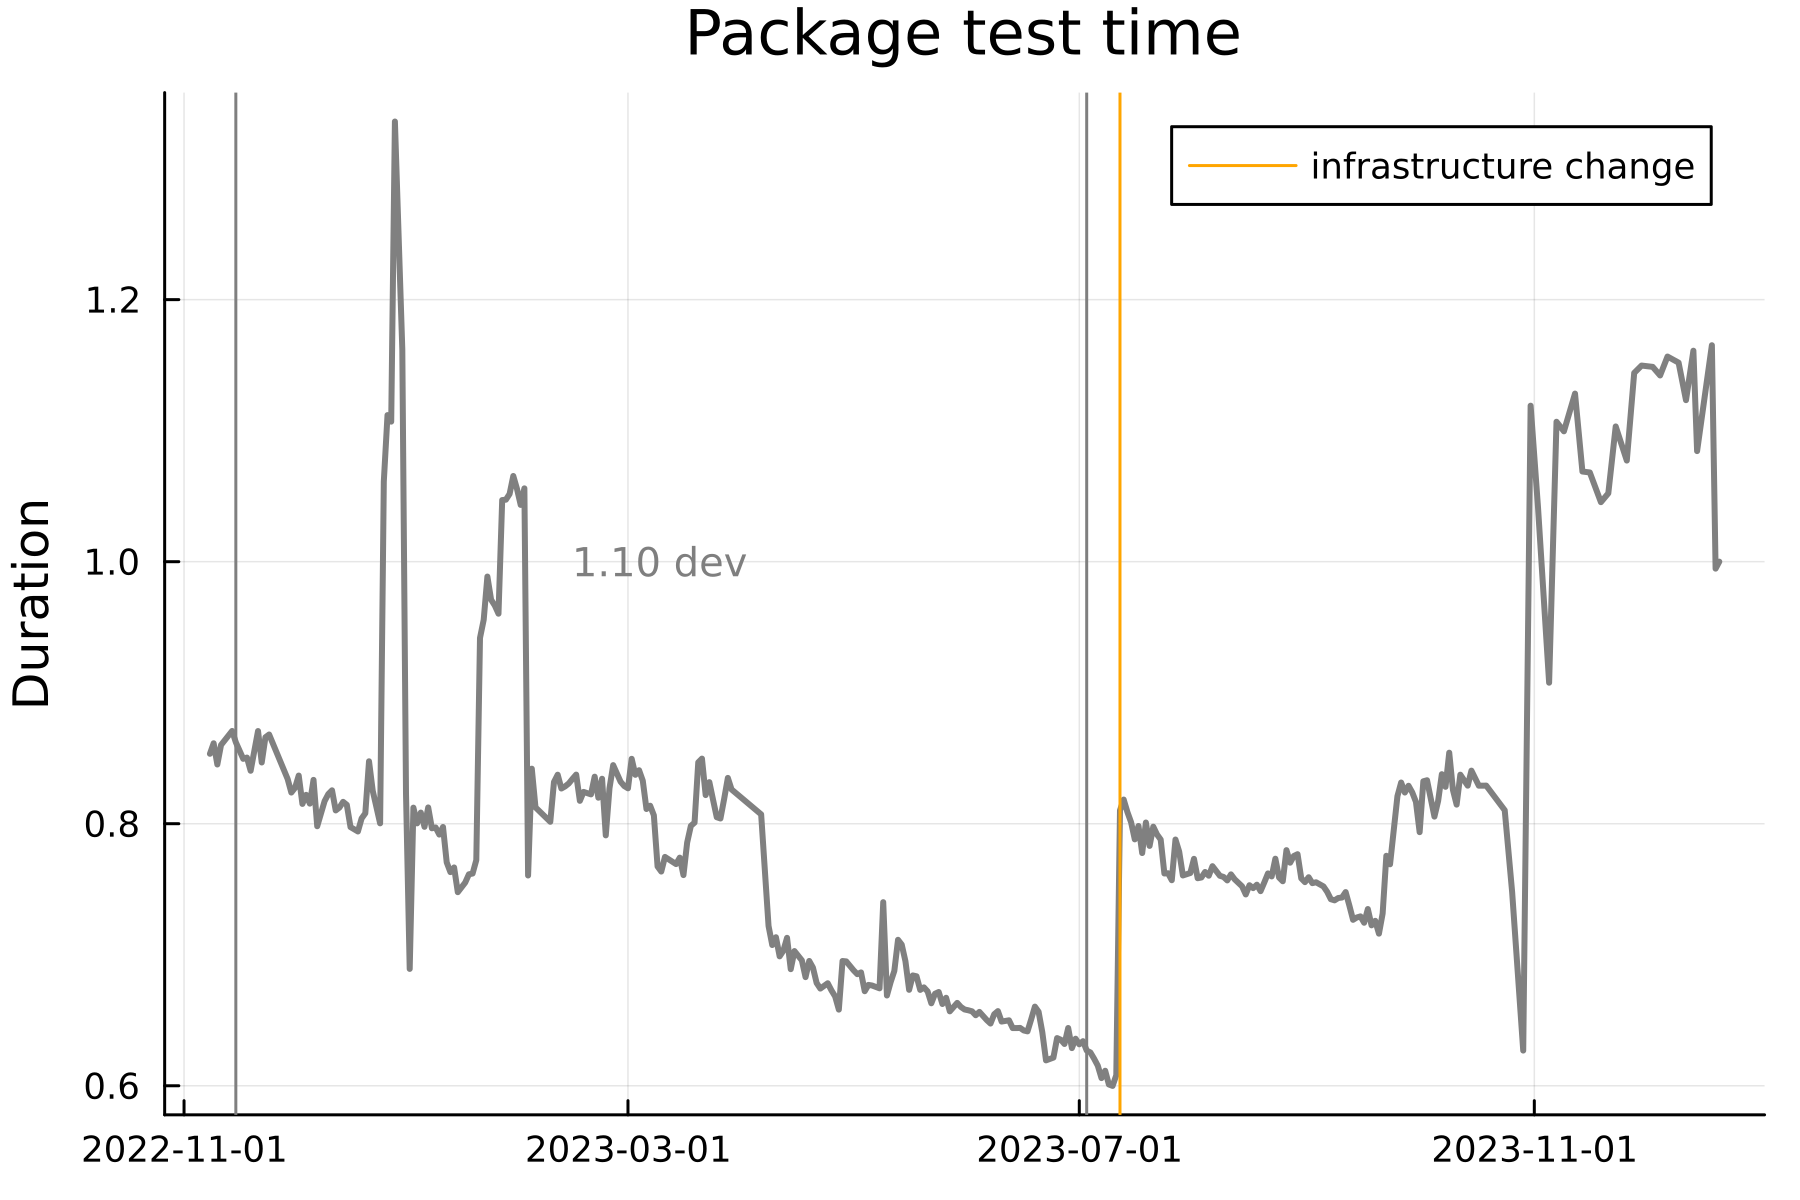 Package test time
infrastructure change
1.2
1.0
0.8
0.6
Duration
1.10 dev
2022-11-01
2023-03-01
2023-07-01
2023-11-01